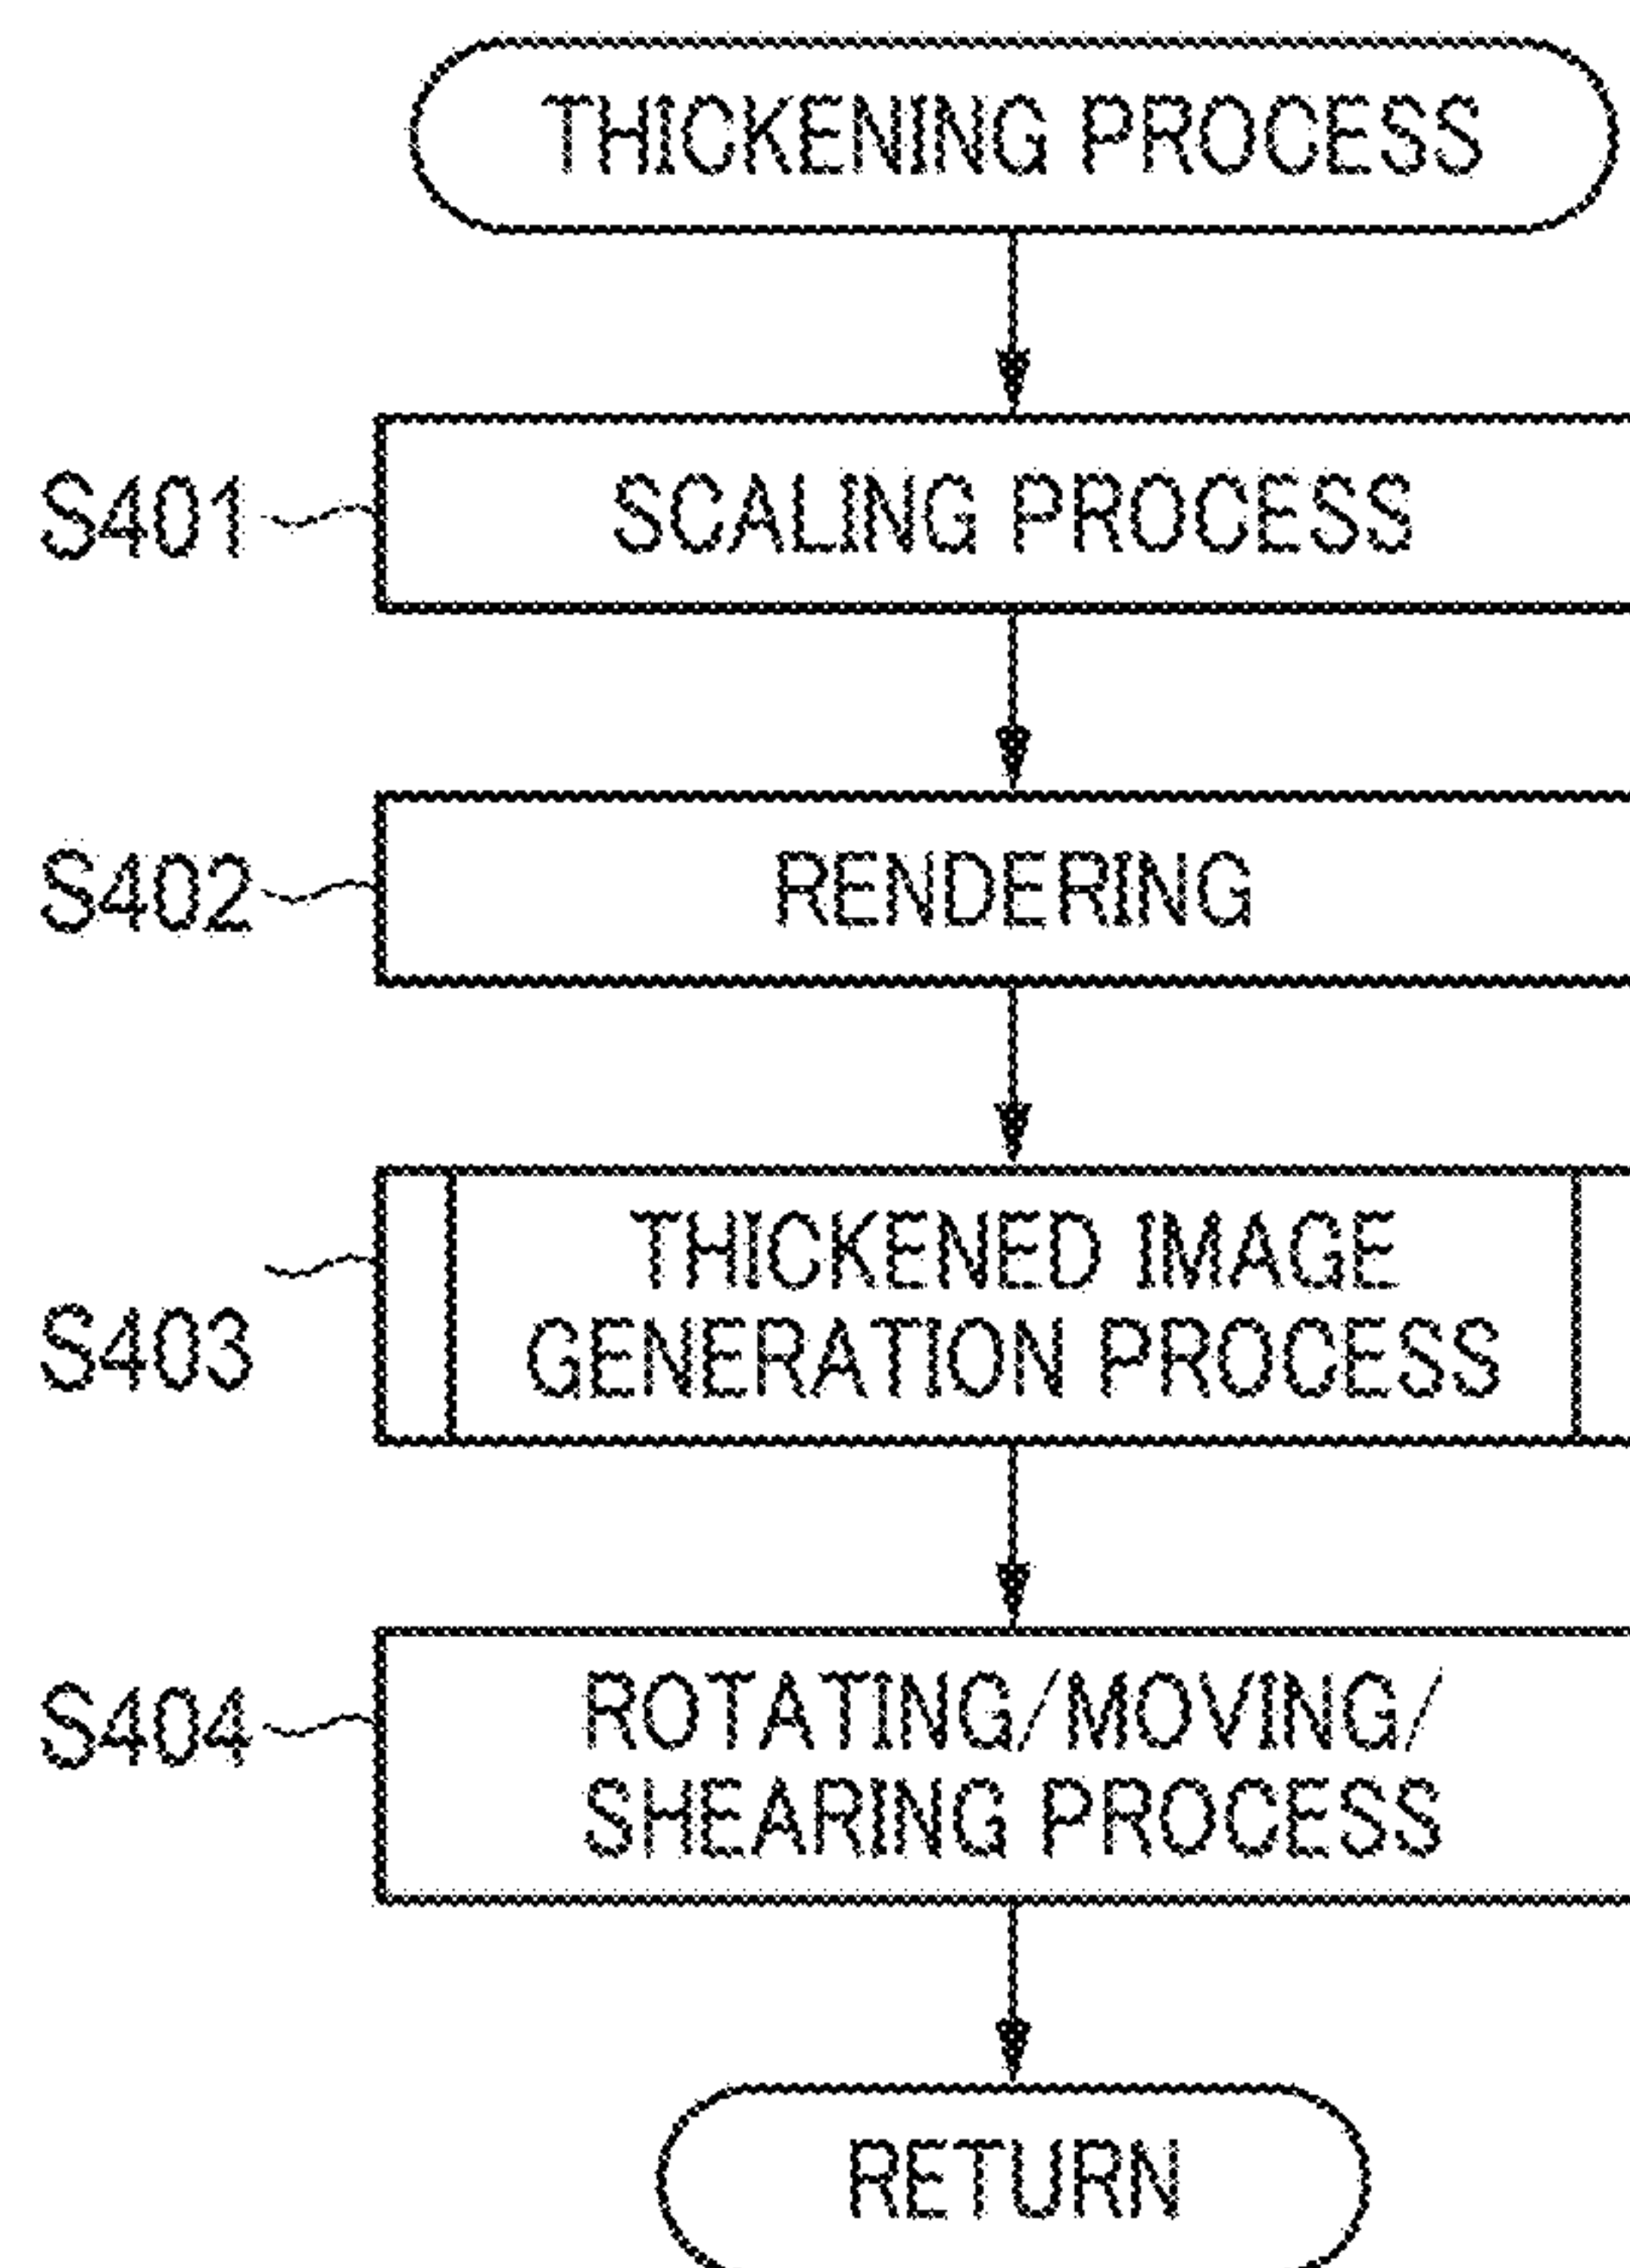 THICKENING PROCESS
S401
SCALING PROCESS
S402
RENDERING
S403
THICKENED IMAGE
GENERATION PROCESS
S404
ROTATING/MOVING/
SHEARING PROCESS
RETURN